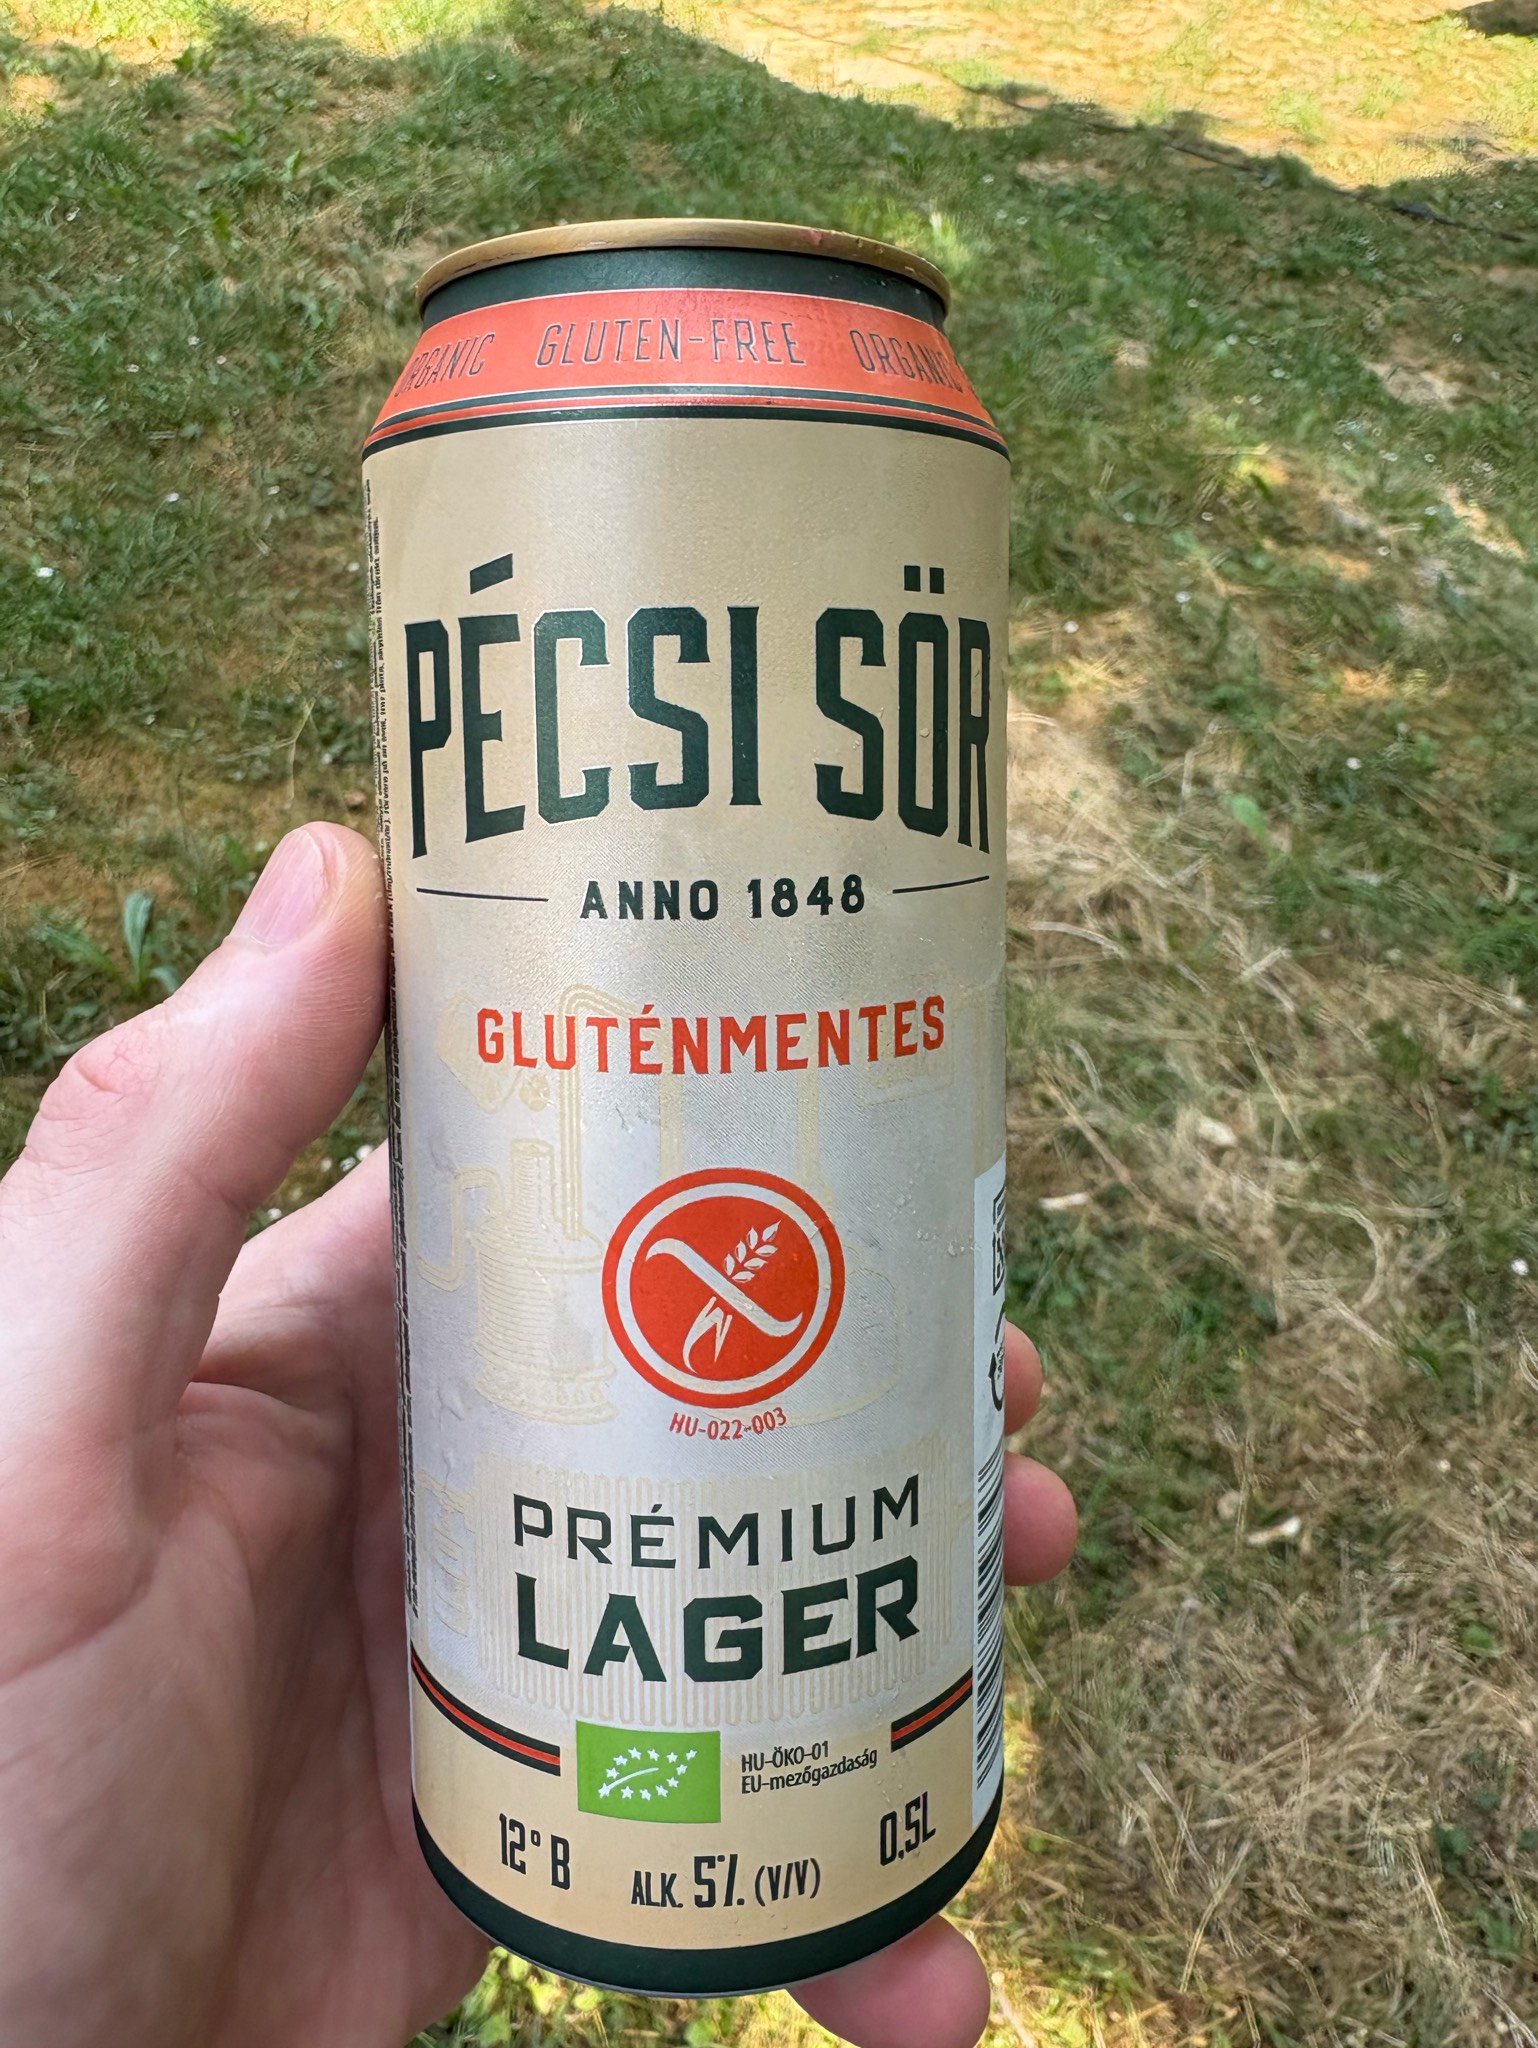 ORGANIC GLUTEN-FREE ORGANIC
PÉCSI SÖR
ANNO 1848
GLUTÉNMENTES
HU-022-003
PRÉMIUM
LAGER
HU-ÖKO-01
EU-mezőgazdaság
12° B ALK. 5%. (V/V) 0,5L